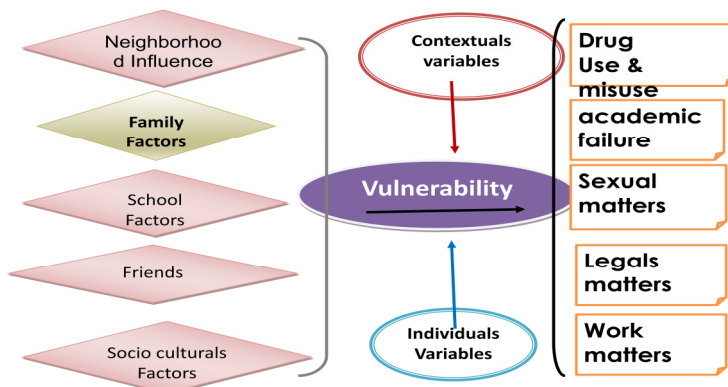 Neighborhoo
d Influence
Family
Factors
School
Factors
Friends
Socio culturals
Factors
Contextuals
variables
Vulnerability
Individuals
Variables
Drug
Use &
misuse
academic
failure
Sexual
matters
Legals
matters
Work
matters